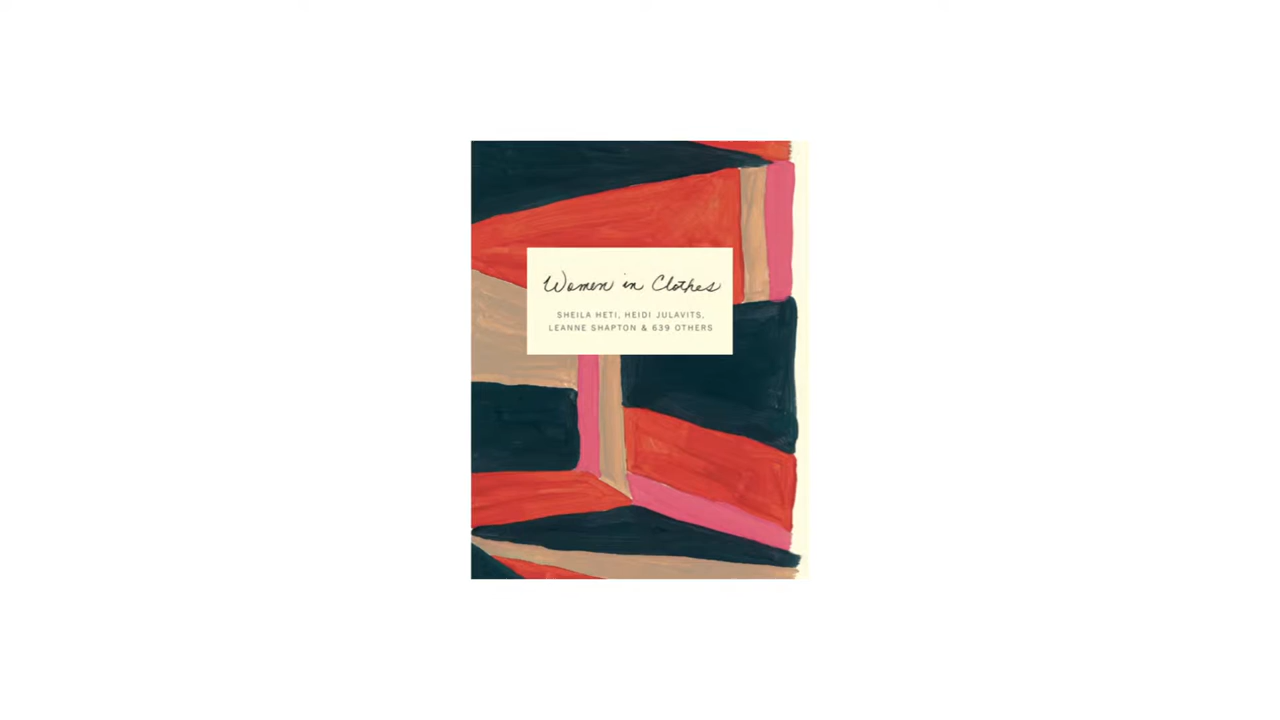 Women in Clothes
SHEILA HETI, HEIDI JULAVITS,
LEANNE SHAPTON & 639 OTHERS